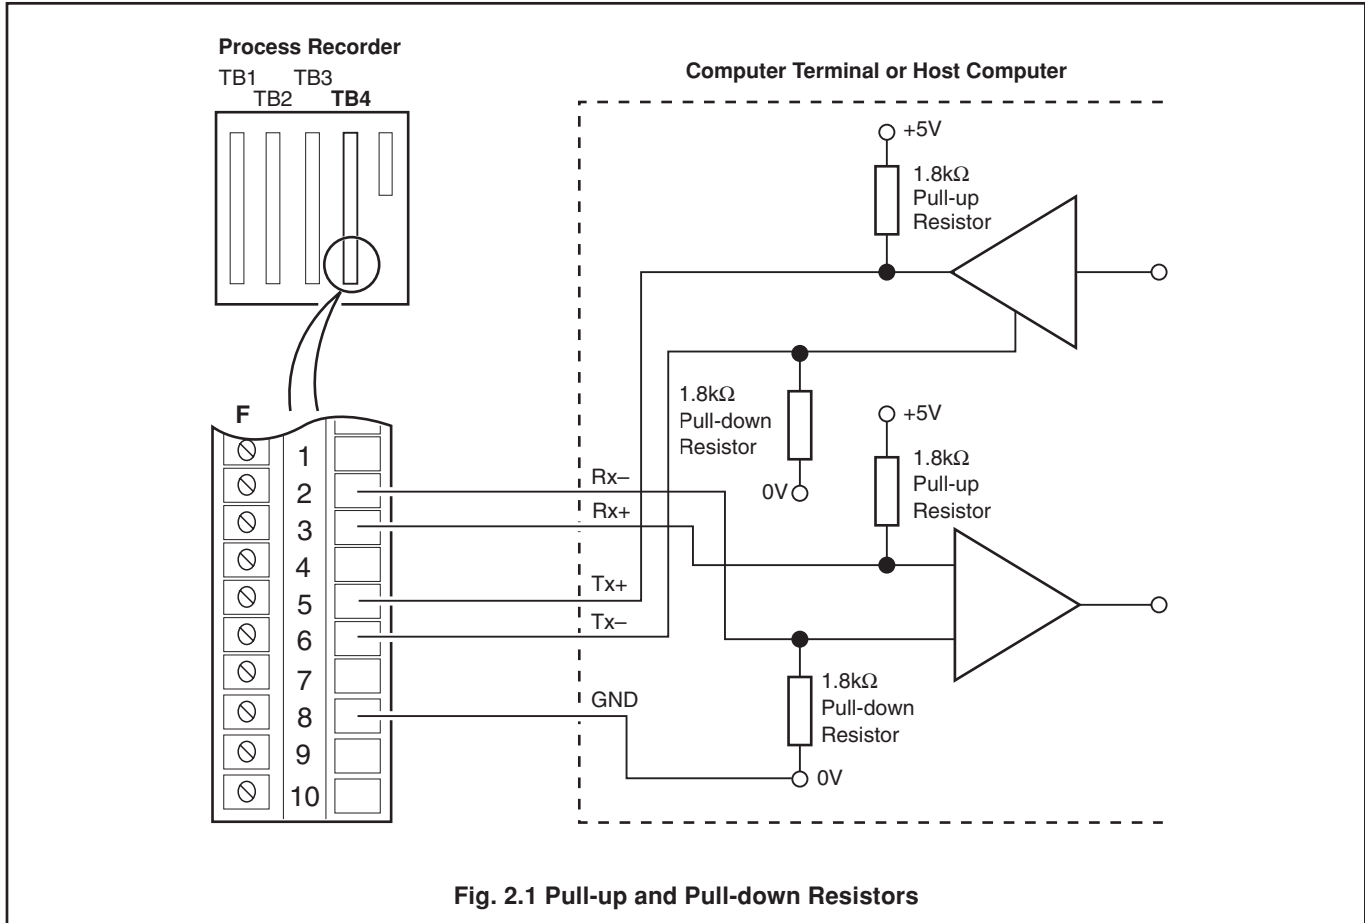 Process Recorder
TB1 TB3
TB2 TB4
Computer Terminal or Host Computer
+5V
1.8kΩ
Pull-up
Resistor
1.8kΩ
Pull-down
Resistor
0V
+5V
1.8kΩ
Pull-up
Resistor
F
1
2
3
4
5
6
7
8
9
10
Rx–
Rx+
Tx+
Tx–
GND
1.8kΩ
Pull-down
Resistor
0V
Fig. 2.1 Pull-up and Pull-down Resistors